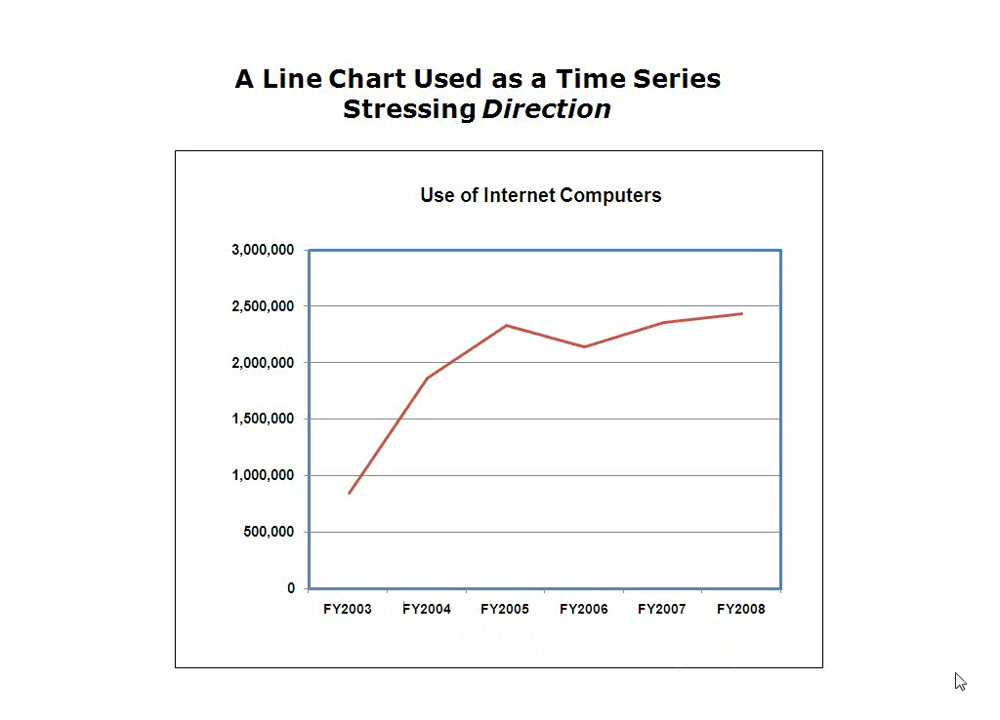 A Line Chart Used as a Time Series
Stressing Direction
Use of Internet Computers
3,000,000
2,500,000
2,000,000
1,500,000
1,000,000
500,000
0
FY2003 FY2004 FY2005 FY2006 FY2007 FY2008